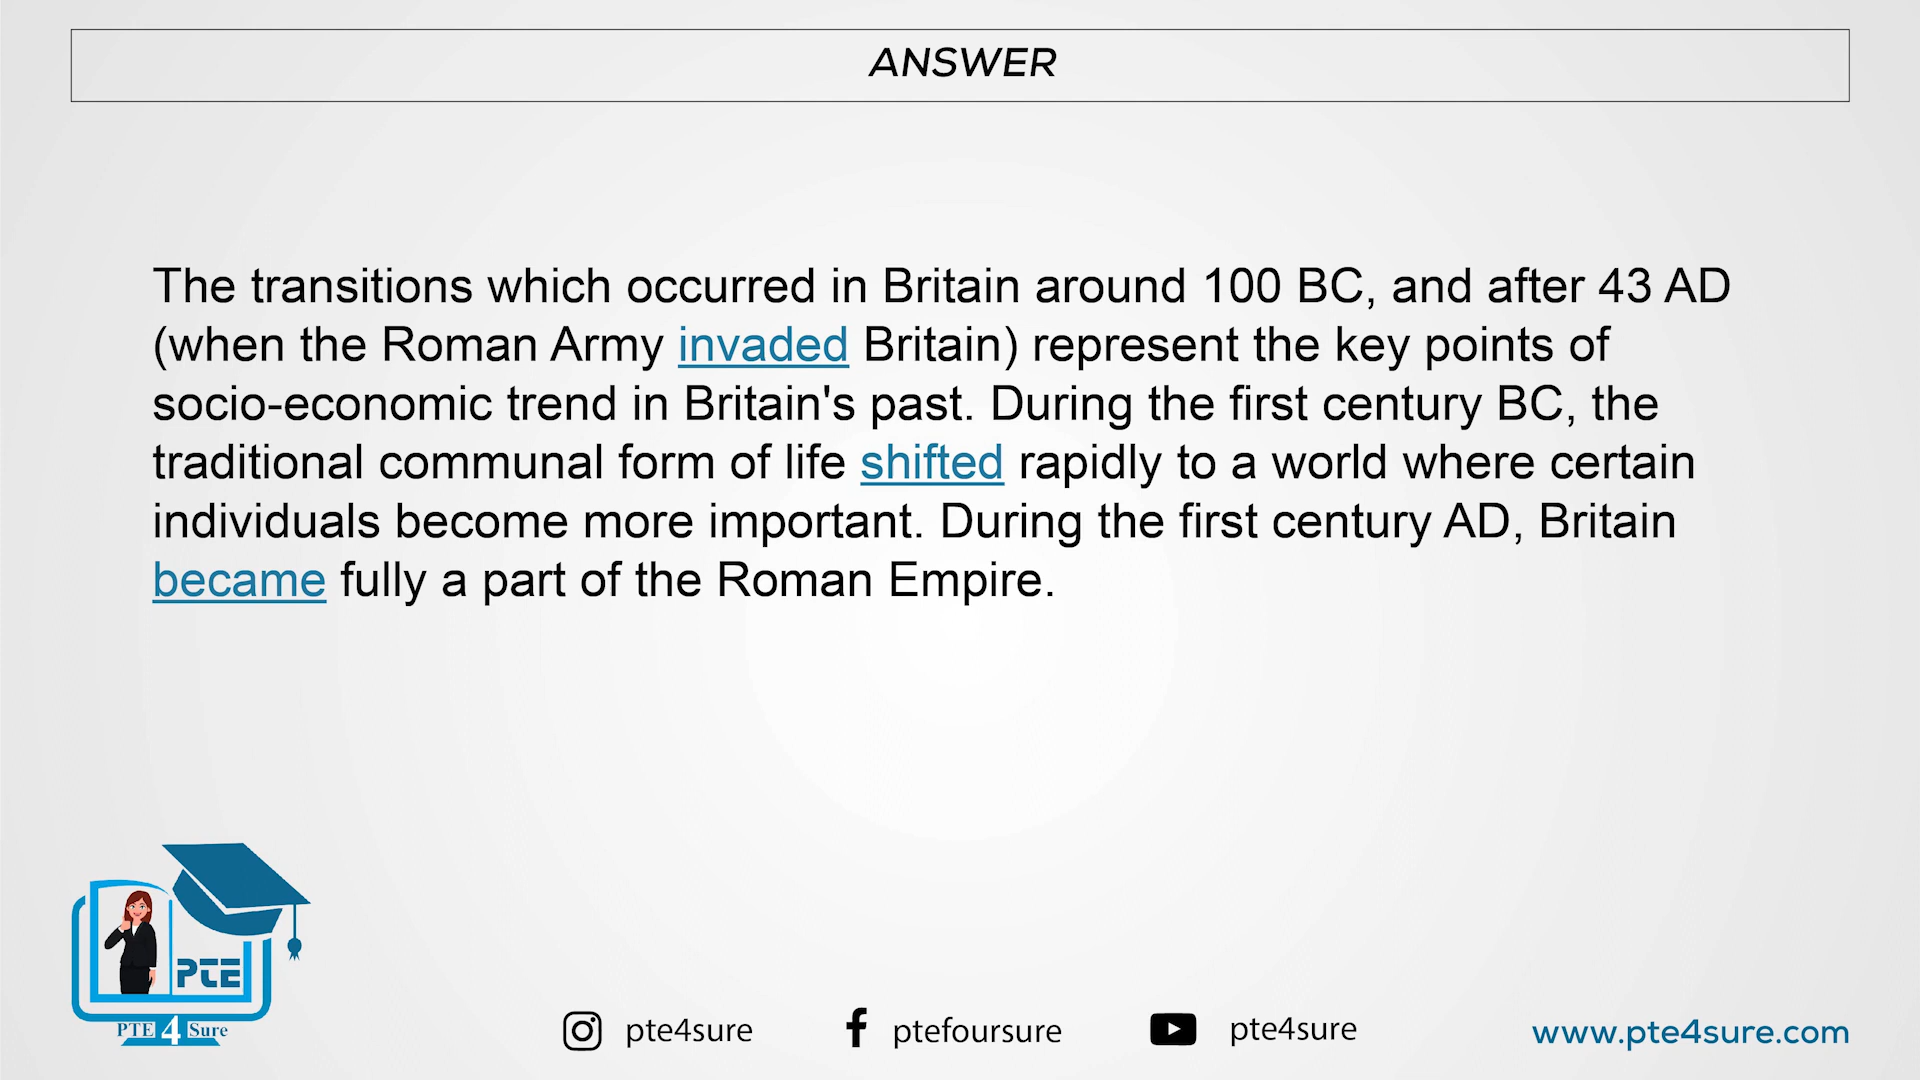 ANSWER
The transitions which occurred in Britain around 100 BC, and after 43 AD
(when the Roman Army invaded Britain) represent the key points of
socio-economic trend in Britain's past. During the first century BC, the
traditional communal form of life shifted rapidly to a world where certain
individuals become more important. During the first century AD, Britain
became fully a part of the Roman Empire.
PTE
PTE 4 Sure
pte4sure
ptefoursure
pte4sure
www.pte4sure.com